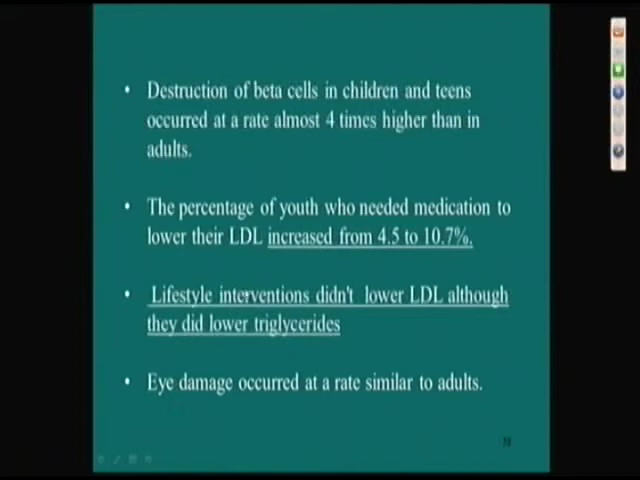 • Destruction of beta cells in children and teens
occurred at a rate almost 4 times higher than in
adults.
• The percentage of youth who needed medication to
lower their LDL increased from 4.5 to 10.7%.
• Lifestyle interventions didn't lower LDL although
they did lower triglycerides
• Eye damage occurred at a rate similar to adults.